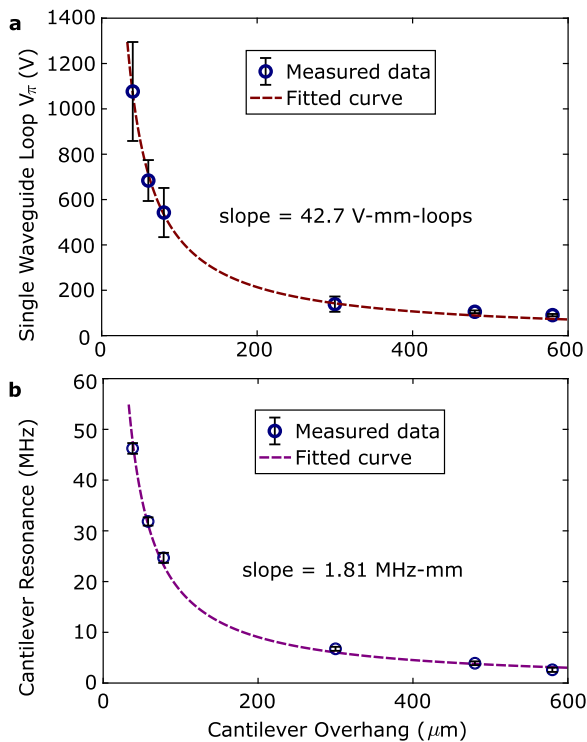 a
Single Waveguide Loop Vπ (V)
1400
1200
1000
800
600
400
200
0
Measured data
Fitted curve
slope = 42.7 V-mm-loops
0
200
400
600
b
Cantilever Resonance (MHz)
60
50
40
30
20
10
0
Measured data
Fitted curve
slope = 1.81 MHz-mm
0
200
400
600
Cantilever Overhang (μm)